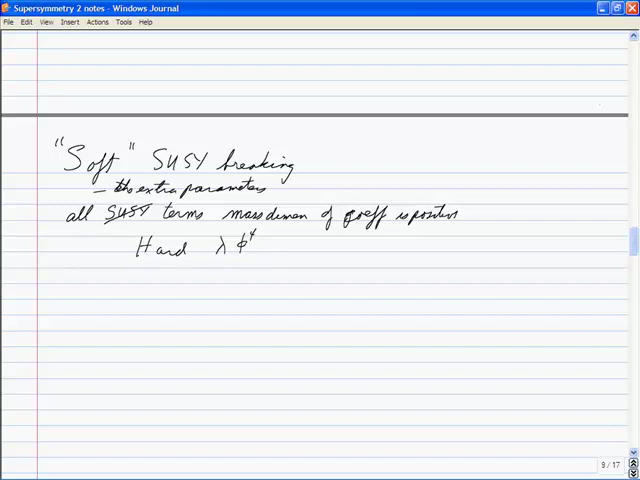 Supersymmetry 2 notes - Windows Journal
File Edit View Insert Actions Tools Help
"Soft" SUSY breaking
- extra parameters
all SUSY terms mass dimen of coeff is positive
Hard λ φ⁴
9 / 17